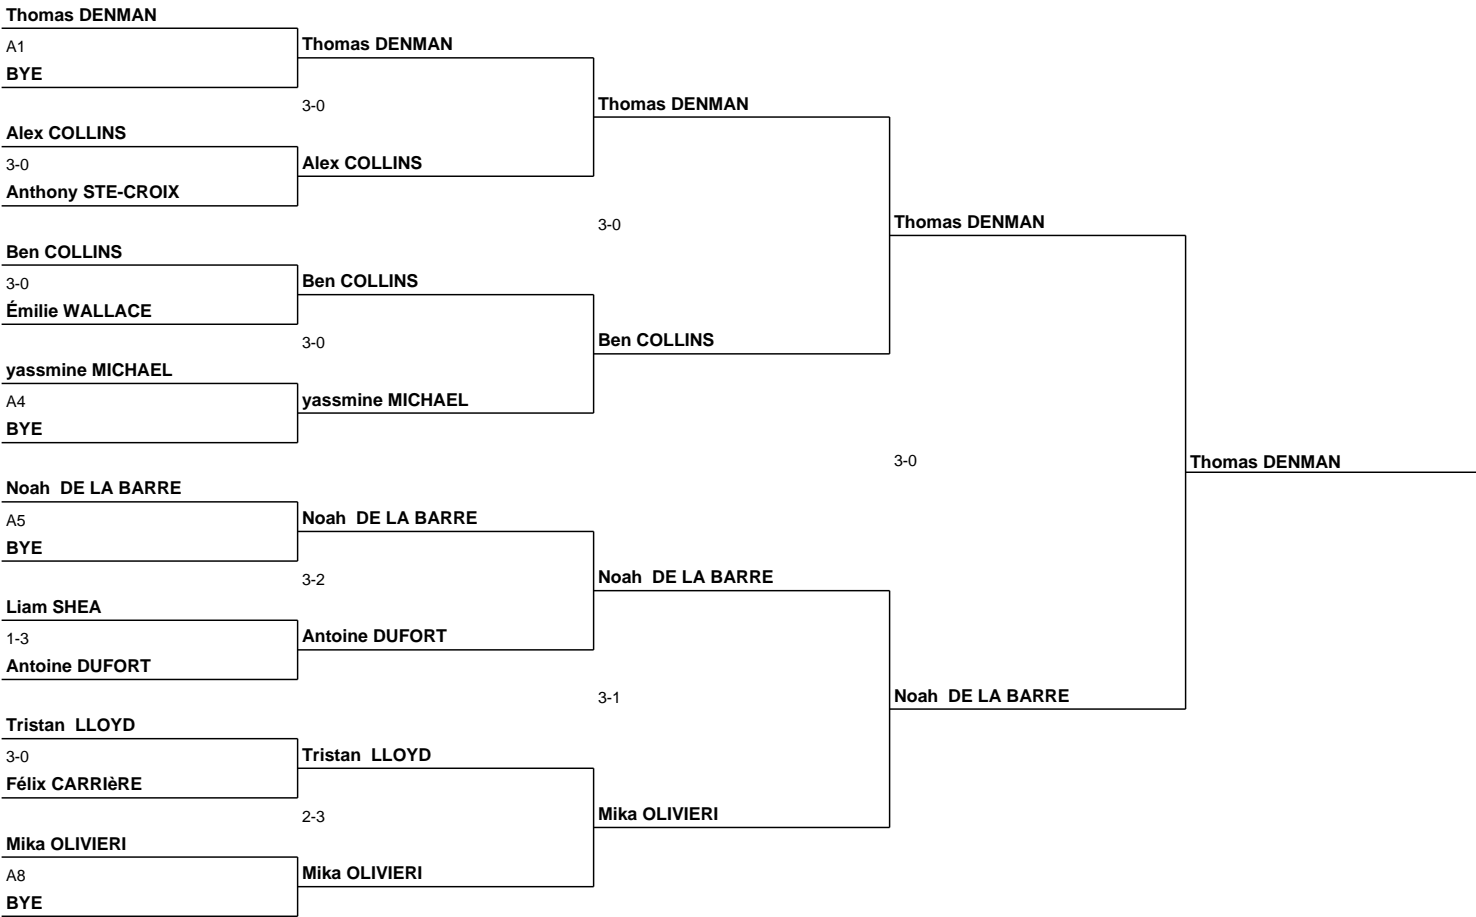 Thomas DENMAN
A1
BYE
Alex COLLINS
3-0
Anthony STE-CROIX
Ben COLLINS
3-0
Émilie WALLACE
yassmine MICHAEL
A4
BYE
Noah  DE LA BARRE
A5
BYE
Liam SHEA
1-3
Antoine DUFORT
Tristan  LLOYD
3-0
Félix CARRIèRE
Mika OLIVIERI
A8
BYE
Thomas DENMAN
3-0
Alex COLLINS
Ben COLLINS
3-0
yassmine MICHAEL
Noah  DE LA BARRE
3-2
Antoine DUFORT
Tristan  LLOYD
2-3
Mika OLIVIERI
Thomas DENMAN
3-0
Ben COLLINS
Noah  DE LA BARRE
3-1
Mika OLIVIERI
Thomas DENMAN
3-0
Noah  DE LA BARRE
Thomas DENMAN